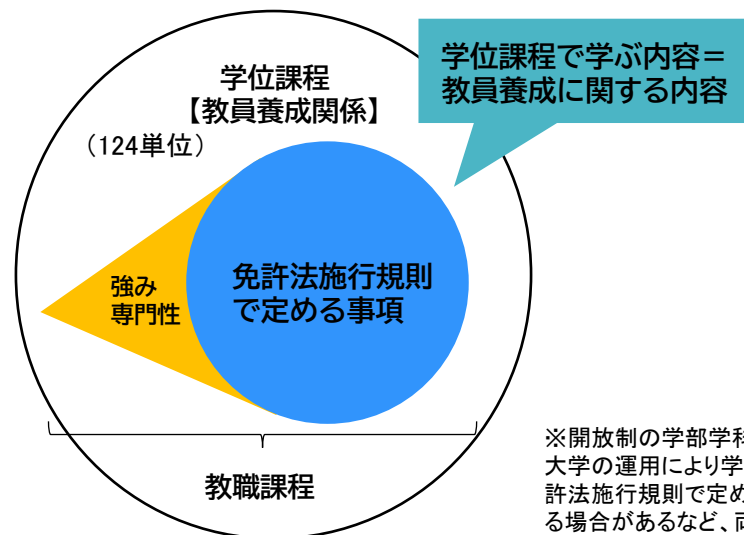 学位課程で学ぶ内容＝
教員養成に関する内容
学位課程
【教員養成関係】
（124単位）
強み
専門性
免許法施行規則
で定める事項
教職課程
※開放制の学部学科
大学の運用により学
許法施行規則で定め
る場合があるなど、両